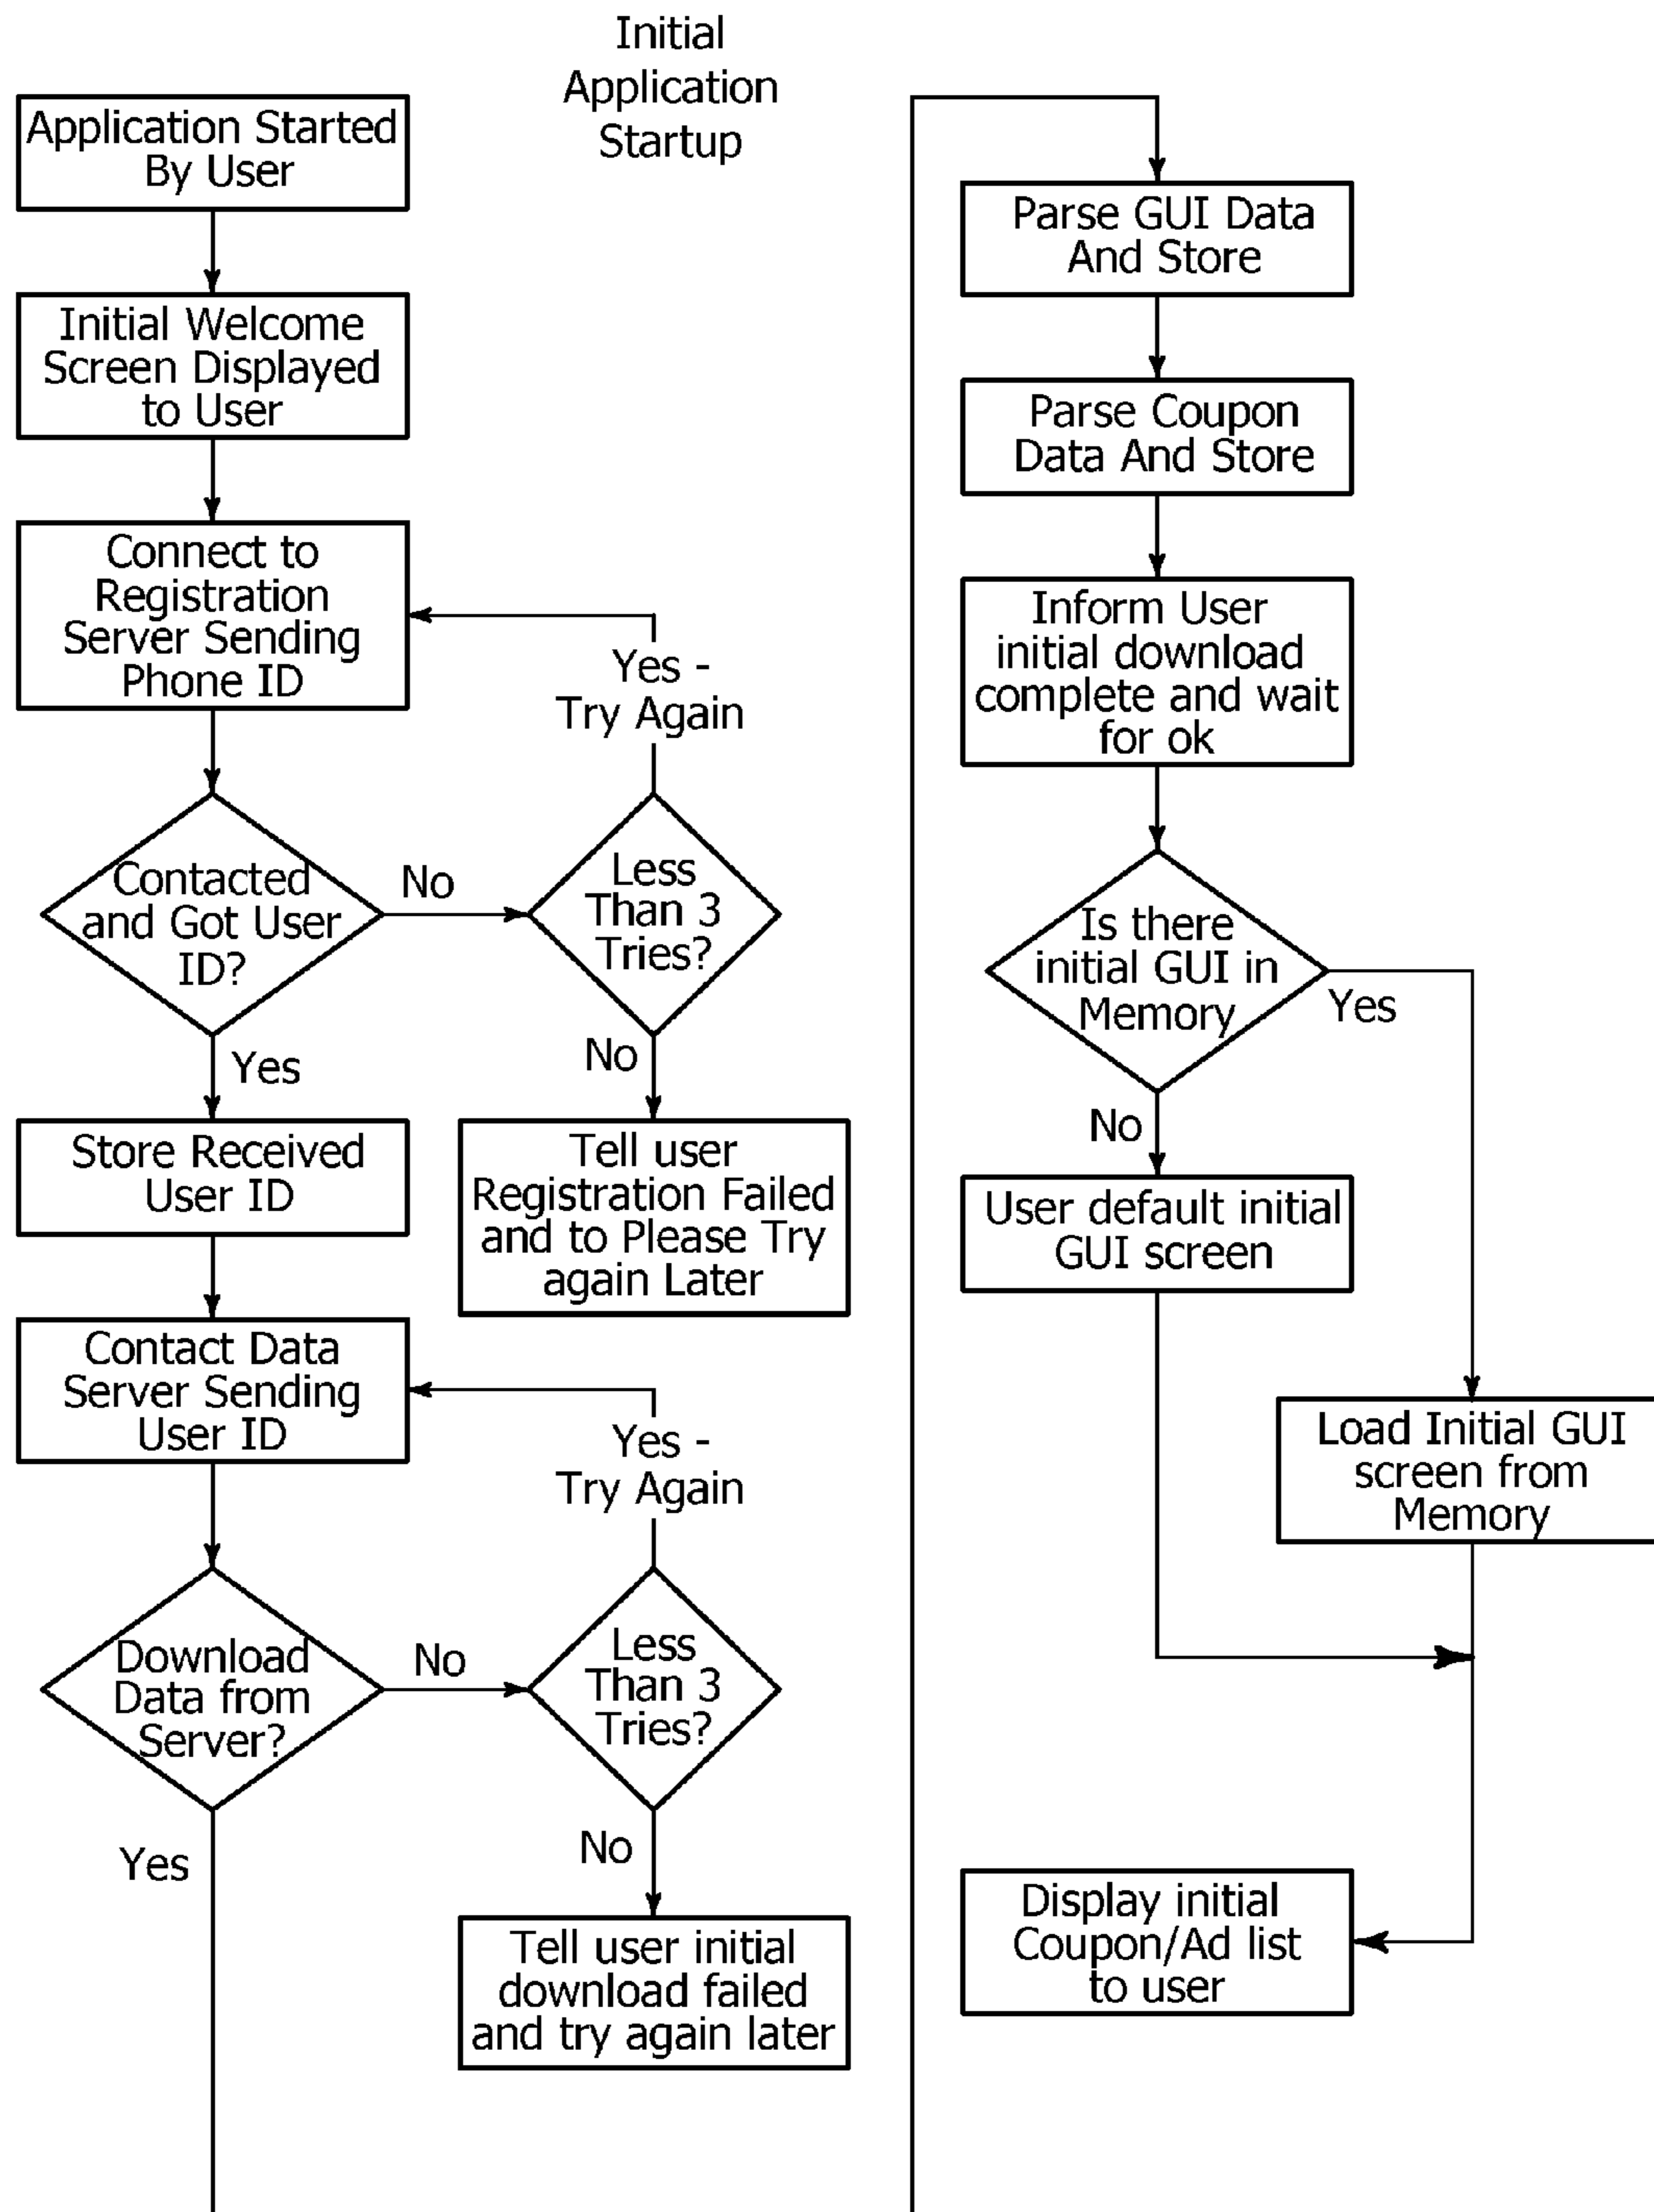 Initial
Application
Startup
Application Started
By User
Initial Welcome
Screen Displayed
to User
Connect to
Registration
Server Sending
Phone ID
Yes -
Try Again
Contacted
and Got User
ID?
No
Less
Than 3
Tries?
Yes
No
Store Received
User ID
Tell user
Registration Failed
and to Please Try
again Later
Contact Data
Server Sending
User ID
Yes -
Try Again
Download
Data from
Server?
No
Less
Than 3
Tries?
Yes
No
Tell user initial
download failed
and try again later
Parse GUI Data
And Store
Parse Coupon
Data And Store
Inform User
initial download
complete and wait
for ok
Is there
initial GUI in
Memory
Yes
No
User default initial
GUI screen
Load Initial GUI
screen from
Memory
Display initial
Coupon/Ad list
to user